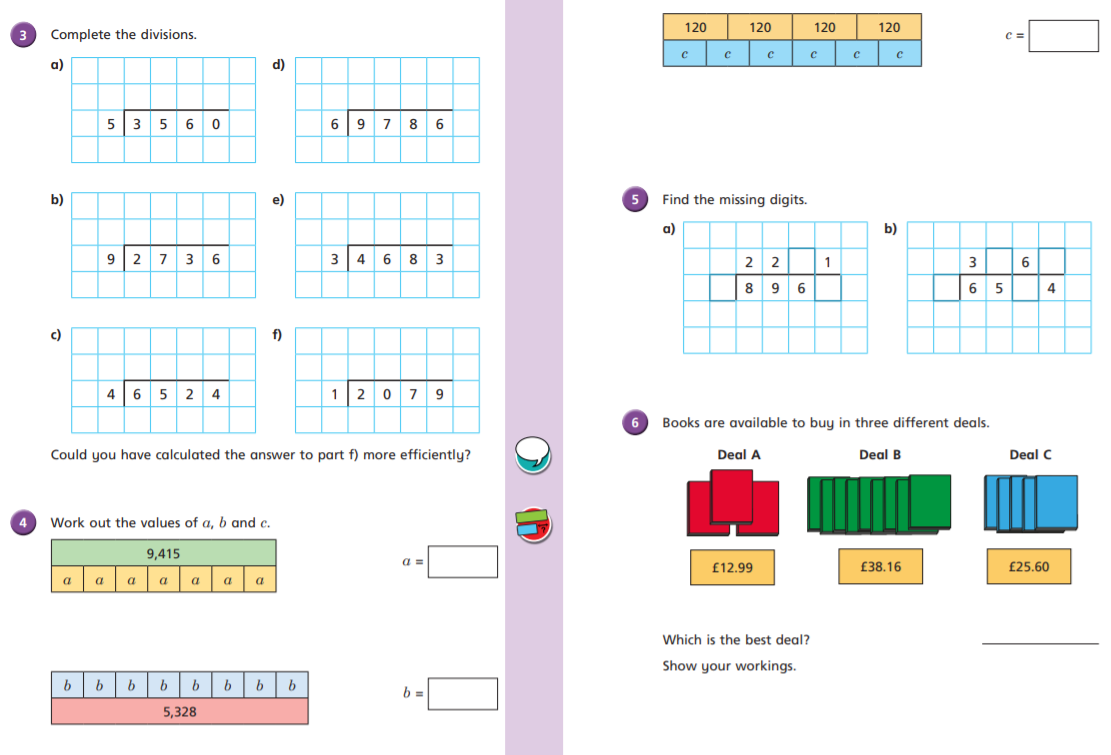 3 Complete the divisions.
a) d)
5 3 5 6 0 6 9 7 8 6
b) e)
9 2 7 3 6 3 4 6 8 3
c) f)
4 6 5 2 4 1 2 0 7 9
Could you have calculated the answer to part f) more efficiently?
4 Work out the values of a, b and c.
9,415
a a a a a a a
a =
b b b b b b b b
5,328
b =
120 120 120 120
c c c c c c
c =
5 Find the missing digits.
a) b)
2 2 1 3 6
8 9 6 6 5 4
6 Books are available to buy in three different deals.
Deal A Deal B Deal C
£12.99 £38.16 £25.60
Which is the best deal?
Show your workings.